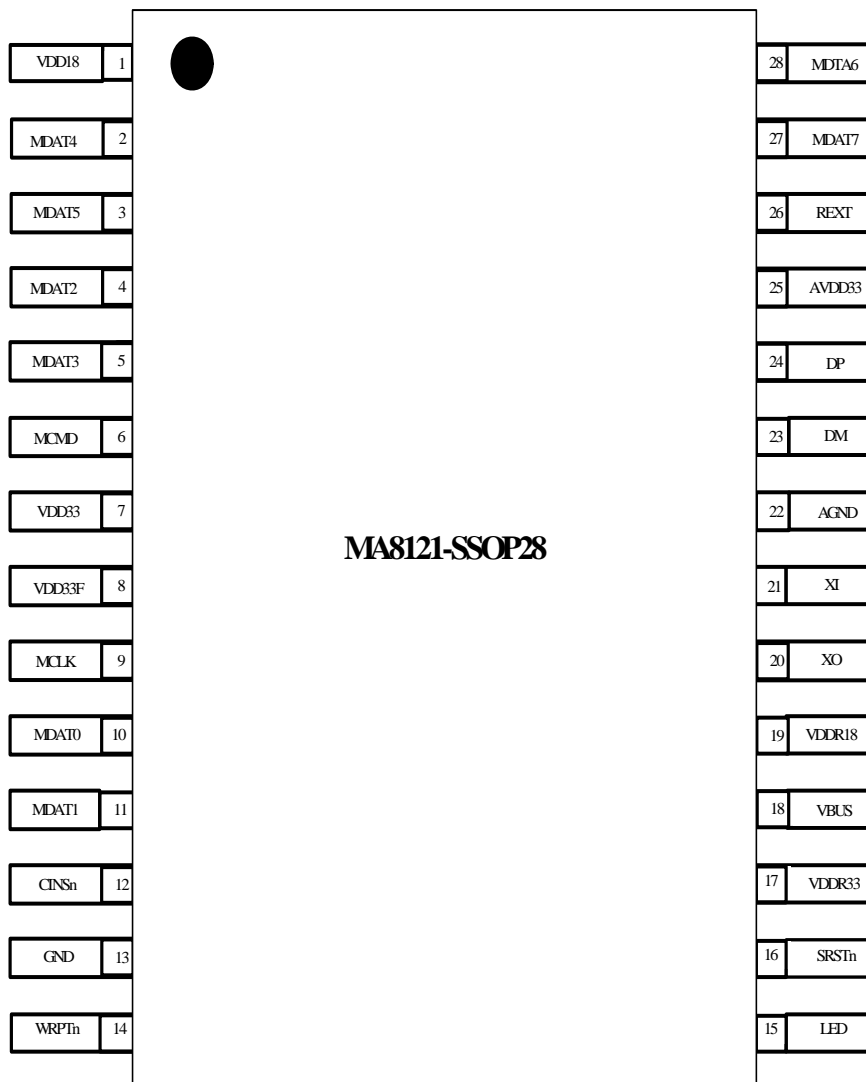 VDD18 1 28 MDTA6
MDAT4 2 27 MDAT7
MDAT5 3 26 REXT
MDAT2 4 25 AVDD33
MDAT3 5 24 DP
MCMD 6 23 DM
VDD33 7 22 AGND
MA8121-SSOP28
VDD33F 8 21 XI
MCLK 9 20 XO
MDAT0 10 19 VDDR18
MDAT1 11 18 VBUS
CINSn 12 17 VDDR33
GND 13 16 SRSTn
WRPTn 14 15 LED